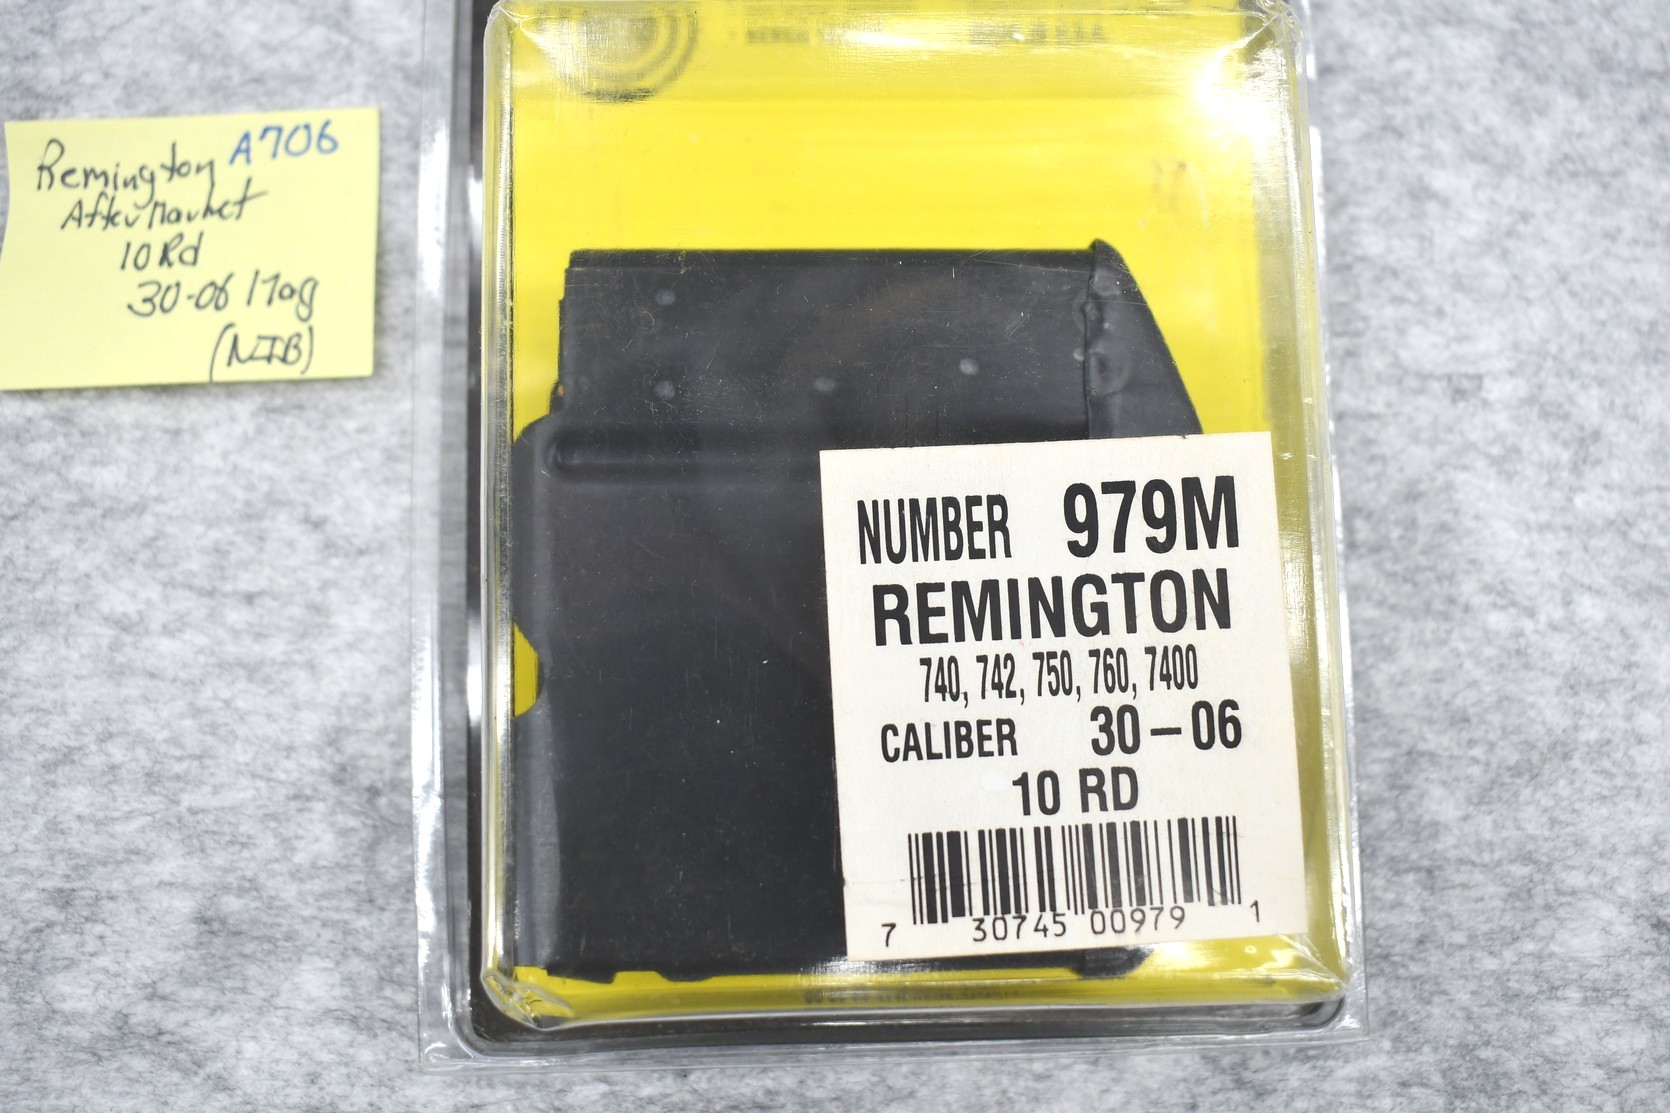 Remington A706
Aftermarket
10 Rd
30-06 Mag
(NIB)
NUMBER 979M
REMINGTON
740, 742, 750, 760, 7400
CALIBER 30-06
10 RD
7 30745 00979 1